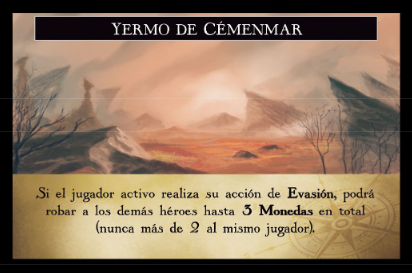 Yermo de Cémenmar
Si el jugador activo realiza su acción de Evasión, podrá
robar a los demás héroes hasta 3 Monedas en total
(nunca más de 2 al mismo jugador).